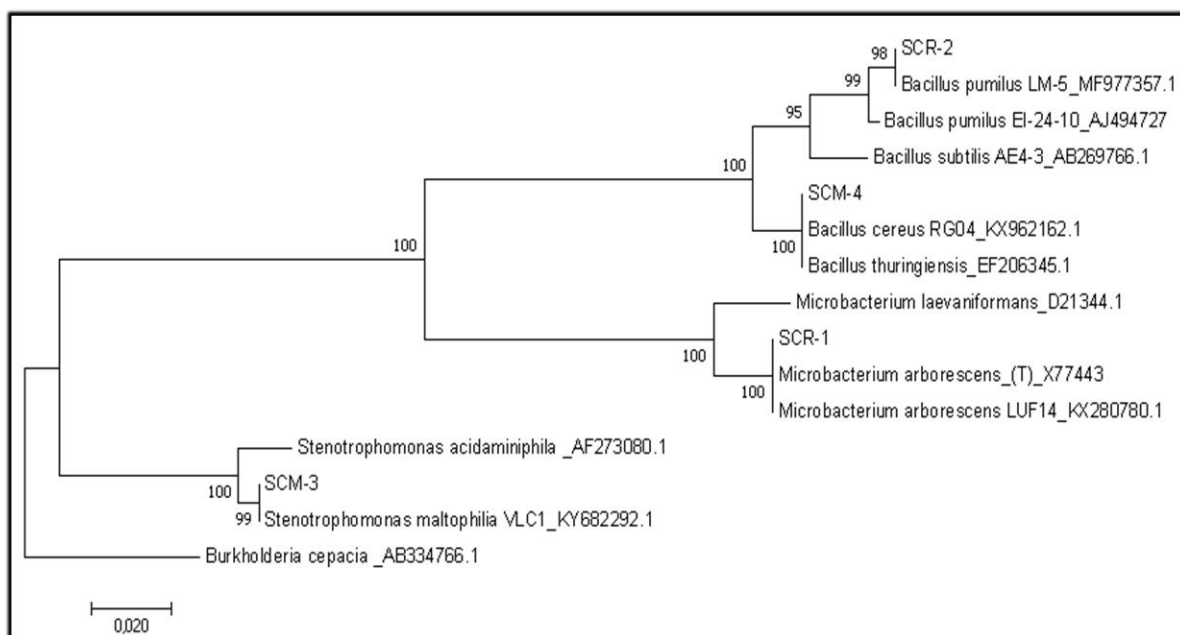 98
SCR-2
99
Bacillus pumilus LM-5_MF977357.1
95
Bacillus pumilus EI-24-10_AJ494727
Bacillus subtilis AE4-3_AB269766.1
100
SCM-4
Bacillus cereus RG04_KX962162.1
100
100
Bacillus thuringiensis_EF206345.1
Microbacterium laevaniformans_D21344.1
SCR-1
100
Microbacterium arborescens_(T)_X77443
100
Microbacterium arborescens LUF14_KX280780.1
Stenotrophomonas acidaminiphila _AF273080.1
SCM-3
100
99
Stenotrophomonas maltophilia VLC1_KY682292.1
Burkholderia cepacia _AB334766.1
0,020